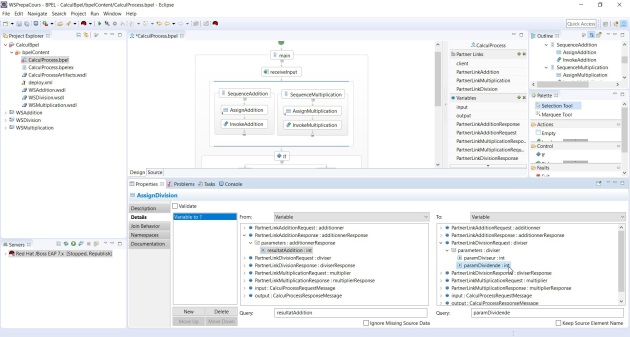 WSPrepaCours - BPEL - CalculBpel/bpelContent/CalculProcess.bpel - Eclipse
File Edit Navigate Search Project Run Window Help
Quick Access
Project Explorer
CalculBpel
bpelContent
CalculProcess.bpel
CalculProcess.bpelex
CalculProcessArtifacts.wsdl
deploy.xml
WSAddition.wsdl
WSDivision.wsdl
WSMultiplication.wsdl
WSAddition
WSDivison
WSMultiplication
*CalculProcess.bpel
main
receiveInput
SequenceAddition
AssignAddition
InvokeAddition
SequenceMultiplication
AssignMultiplication
InvokeMultiplication
If
Design Source
CalculProcess
Partner Links
client
PartnerLinkAddition
PartnerLinkMultiplication
PartnerLinkDivision
Variables
input
output
PartnerLinkAdditionResponse
PartnerLinkAdditionRequest
PartnerLinkMultiplicationRequ...
PartnerLinkMultiplicationRespo...
PartnerLinkDivisionResponse
Outline
SequenceAddition
AssignAddition
InvokeAddition
SequenceMultiplication
AssignMultiplication
Palette
Selection Tool
Marquee Tool
Actions
Empty
Control
If
Faults
Servers
Red Hat JBoss EAP 7.x [Stopped, Republish]
Properties Problems Tasks Console
AssignDivision
Description
Details
Join Behavior
Namespaces
Documentation
Validate
Variable to ?
New Delete
Move Up Move Down
From: Variable
PartnerLinkAdditionRequest : additionner
PartnerLinkAdditionResponse : additionnerResponse
parameters : additionnerResponse
resultatAddition : int
PartnerLinkDivisionRequest : diviser
PartnerLinkDivisionResponse : diviserResponse
PartnerLinkMultiplicationRequest : multiplier
PartnerLinkMultiplicationResponse : multiplierResponse
input : CalculProcessRequestMessage
output : CalculProcessResponseMessage
Query: resultatAddition
Ignore Missing Source Data
To: Variable
PartnerLinkAdditionRequest : additionner
PartnerLinkAdditionResponse : additionnerResponse
PartnerLinkDivisionRequest : diviser
parameters : diviser
paramDiviseur : int
paramDividende : int
PartnerLinkDivisionResponse : diviserResponse
PartnerLinkMultiplicationRequest : multiplier
PartnerLinkMultiplicationResponse : multiplierResponse
input : CalculProcessRequestMessage
output : CalculProcessResponseMessage
Query: paramDividende
Keep Source Element Name